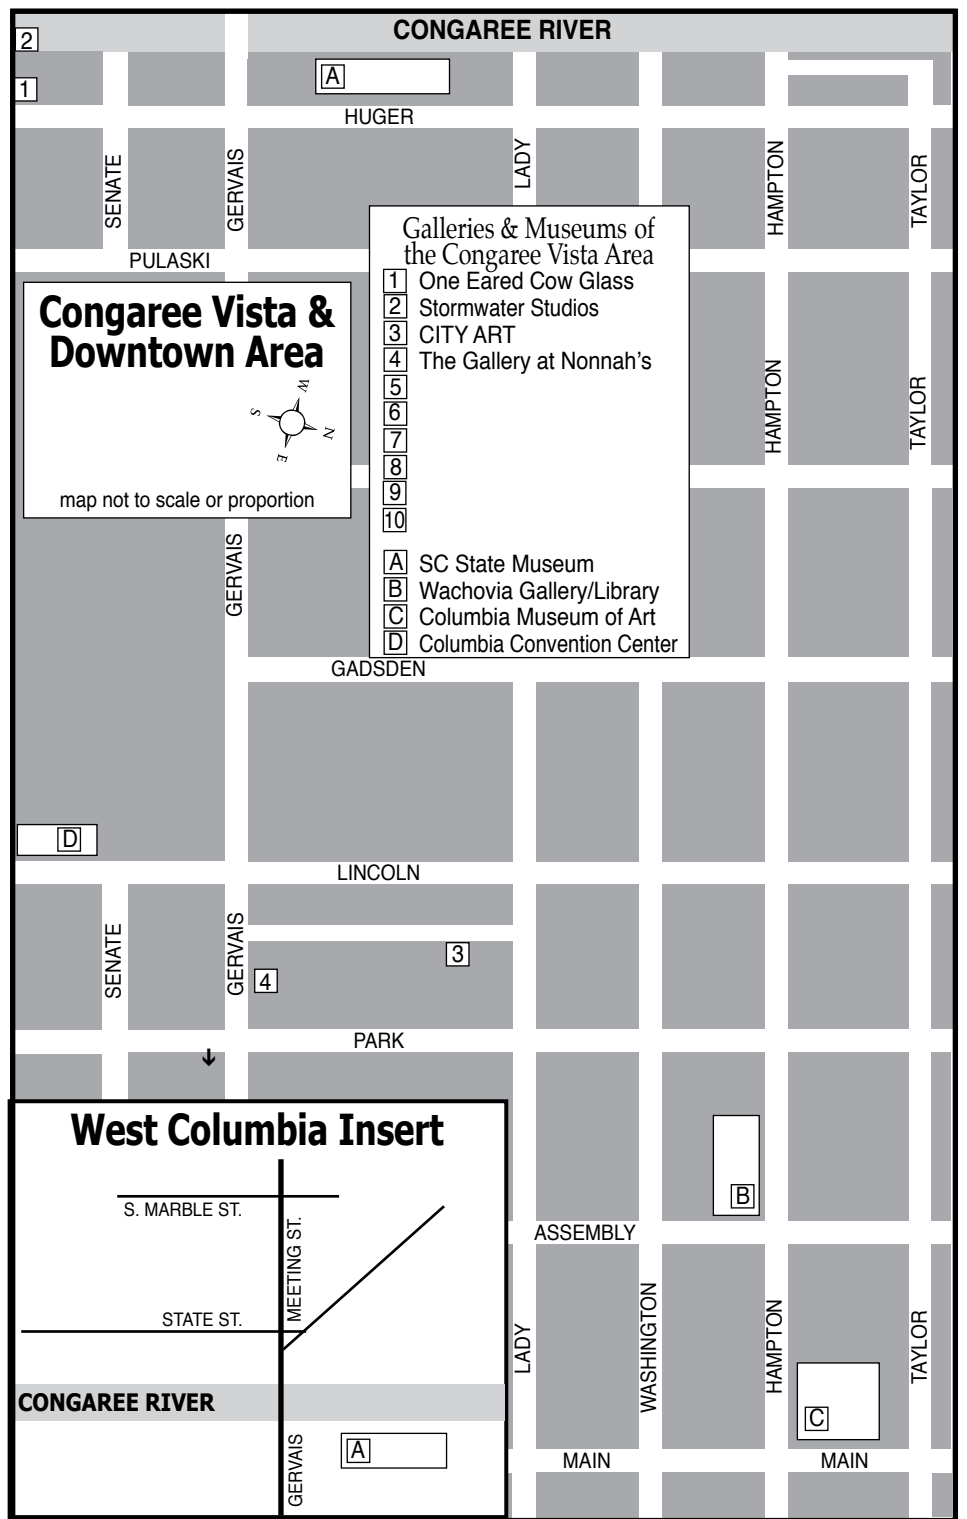 CONGAREE RIVER
2
A
1
HUGER
SENATE
GERVAIS
LADY
HAMPTON
TAYLOR
PULASKI
Galleries & Museums of
the Congaree Vista Area
1 One Eared Cow Glass
2 Stormwater Studios
3 CITY ART
4 The Gallery at Nonnah's
5
6
7
8
9
10
A SC State Museum
B Wachovia Gallery/Library
C Columbia Museum of Art
D Columbia Convention Center
Congaree Vista &
Downtown Area
W
S
N
E
map not to scale or proportion
HAMPTON
TAYLOR
GERVAIS
GADSDEN
D
LINCOLN
SENATE
GERVAIS
3
4
PARK
West Columbia Insert
S. MARBLE ST.
MEETING ST.
STATE ST.
CONGAREE RIVER
GERVAIS
A
B
ASSEMBLY
LADY
WASHINGTON
HAMPTON
TAYLOR
C
MAIN
MAIN